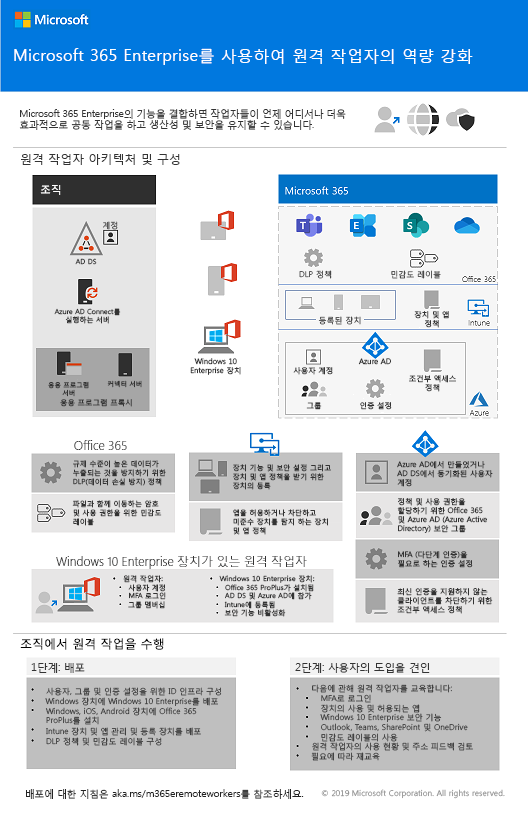 Microsoft
Microsoft 365 Enterprise를 사용하여 원격 작업자의 역량 강화
Microsoft 365 Enterprise의 기능을 결합하면 작업자들이 언제 어디서나 더욱
효과적으로 공동 작업을 하고 생산성 및 보안을 유지할 수 있습니다.
원격 작업자 아키텍처 및 구성
조직
계정
AD DS
Azure AD Connect를
실행하는 서버
응용 프로그램
서버
커넥터 서버
응용 프로그램 프록시
Windows 10
Enterprise 장치
Microsoft 365
DLP 정책
민감도 레이블
Office 365
등록된 장치
장치 및 앱
정책
Intune
Azure AD
사용자 계정
그룹
인증 설정
조건부 액세스
정책
Azure
Office 365
규제 수준이 높은 데이터가
누출되는 것을 방지하기 위한
DLP(데이터 손실 방지) 정책
파일과 함께 이동하는 암호
및 사용 권한을 위한 민감도
레이블
장치 기능 및 보안 설정 그리고
장치 및 앱 정책을 받기 위한
장치의 등록
앱을 허용하거나 차단하고
미준수 장치를 탐지 하는 장치
및 앱 정책
Azure AD에서 만들었거나
AD DS에서 동기화된 사용자
계정
정책 및 사용 권한을
할당하기 위한 Office 365
및 Azure AD (Azure Active
Directory) 보안 그룹
MFA (다단계 인증)을
필요로 하는 인증 설정
최신 인증을 지원하지 않는
클라이언트를 차단하기 위한
조건부 액세스 정책
Windows 10 Enterprise 장치가 있는 원격 작업자
• 원격 작업자:
• 사용자 계정
• MFA 로그인
• 그룹 멤버십
• Windows 10 Enterprise 장치:
• Office 365 ProPlus가 설치됨
• AD DS 및 Azure AD에 참가
• Intune에 등록됨
• 보안 기능 비활성화
조직에서 원격 작업을 수행
1단계: 배포
• 사용자, 그룹 및 인증 설정을 위한 ID 인프라 구성
• Windows 장치에 Windows 10 Enterprise를 배포
• Windows, iOS, Android 장치에 Office 365
ProPlus를 설치
• Intune 장치 및 앱 관리 및 등록 장치를 배포
• DLP 정책 및 민감도 레이블 구성
2단계: 사용자의 도입을 견인
• 다음에 관해 원격 작업자를 교육합니다:
• MFA로 로그인
• 장치의 사용 및 허용되는 앱
• Windows 10 Enterprise 보안 기능
• Outlook, Teams, SharePoint 및 OneDrive
• 민감도 레이블의 사용
• 원격 작업자의 사용 현황 및 주소 피드백 검토
• 필요에 따라 재교육
배포에 대한 지점은 aka.ms/m365eremoteworkers를 참조하세요.
© 2019 Microsoft Corporation. All rights reserved.